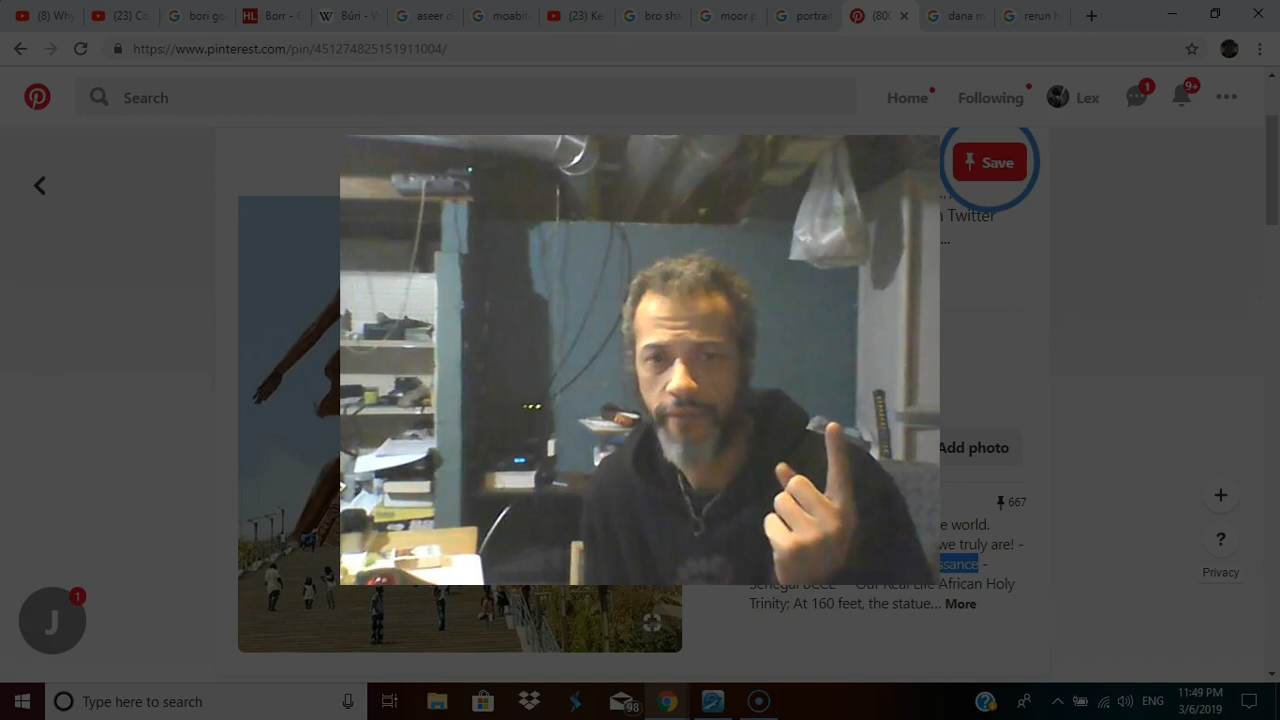 (8) Why
(23) Co
bori go
Borr - G
Búri - W
aseer o
moabit
(23) Ke
bro sha
moor p
portrait
(80
dana m
rerun h
https://www.pinterest.com/pin/451274825151911004/
Search
Home
Following
Lex
1
9+
Save
n Twitter
...
Add photo
667
e world.
we truly are! -
ssance -
Our Real Life African Holy
Trinity; At 160 feet, the statue... More
Privacy
J
1
Type here to search
98
ENG
11:49 PM
3/6/2019